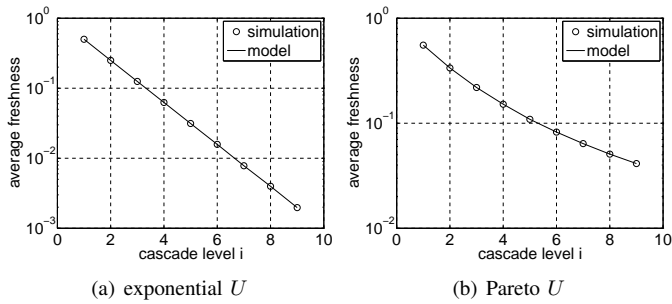 10^0
10^-1
10^-2
10^-3
average freshness
0 2 4 6 8 10
cascade level i
simulation
model
(a) exponential U
10^0
10^-1
10^-2
average freshness
0 2 4 6 8 10
cascade level i
simulation
model
(b) Pareto U